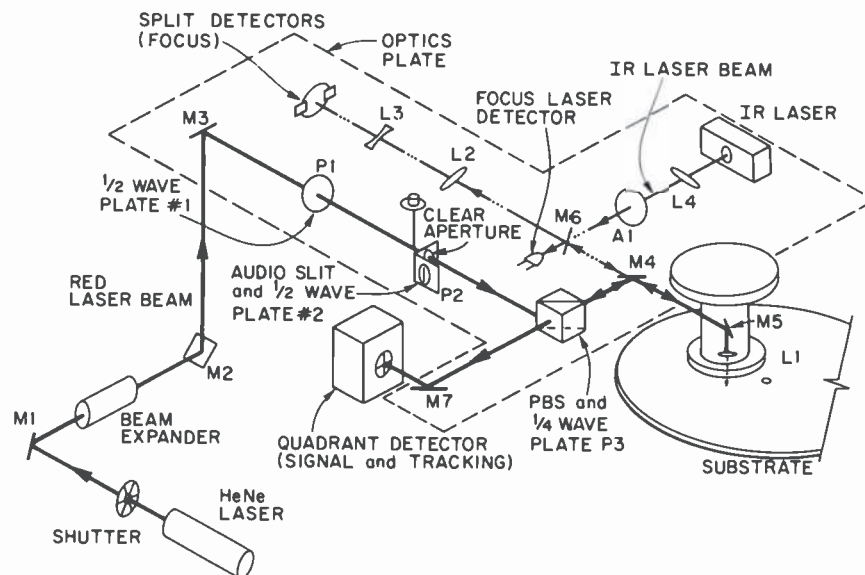 SPLIT DETECTORS
(FOCUS)
OPTICS
PLATE
IR LASER BEAM
FOCUS LASER
DETECTOR
IR LASER
M3
L3
L2
P1
1/2 WAVE
PLATE #1
CLEAR
APERTURE
M6
A1
L4
M4
AUDIO SLIT
and 1/2 WAVE
PLATE #2
P2
RED
LASER BEAM
M5
L1
M2
M7
M1
BEAM
EXPANDER
PBS and
1/4 WAVE
PLATE P3
QUADRANT DETECTOR
(SIGNAL and TRACKING)
SUBSTRATE
HeNe
LASER
SHUTTER